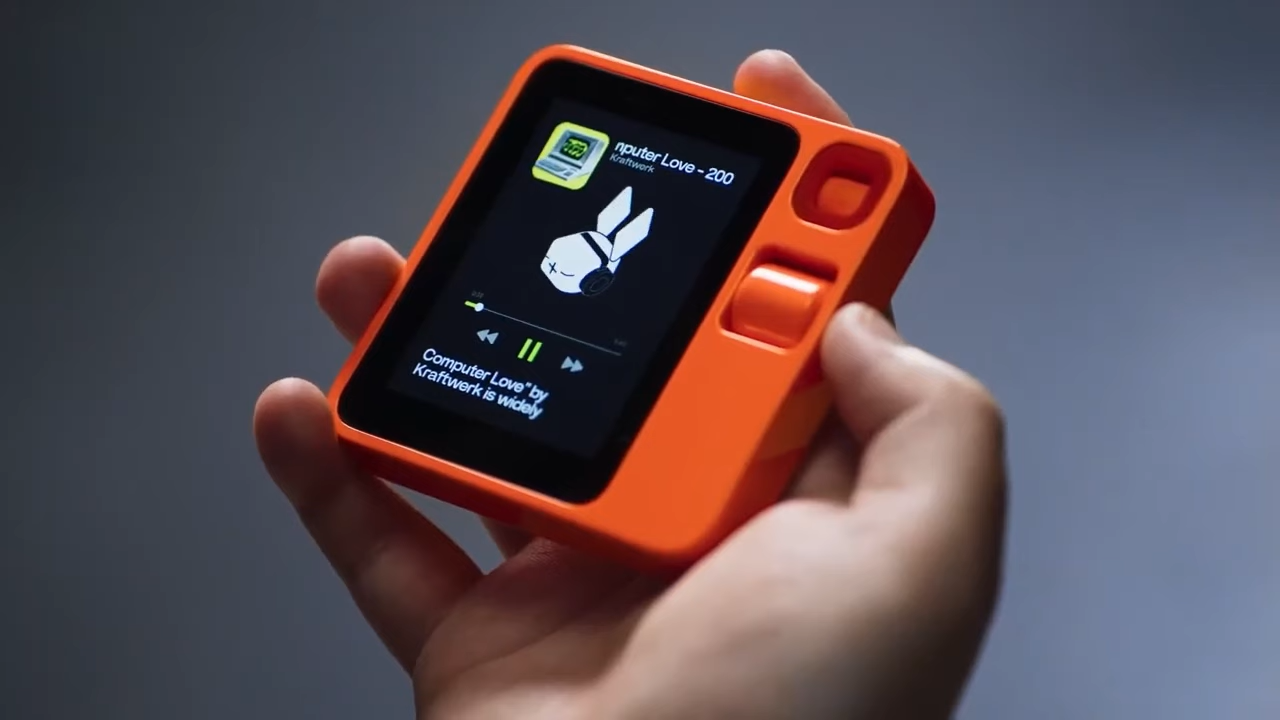 nputer Love - 200
Kraftwerk
Computer Love" by
Kraftwerk is widely